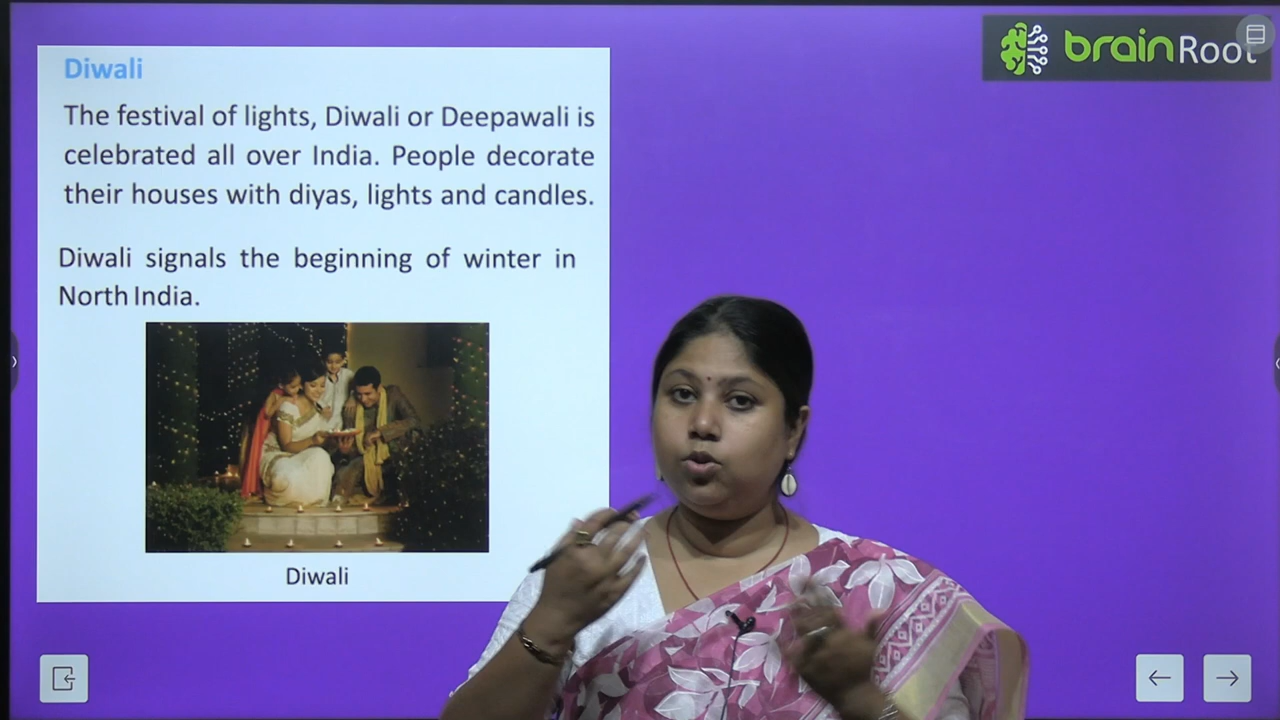 Diwali
The festival of lights, Diwali or Deepawali is
celebrated all over India. People decorate
their houses with diyas, lights and candles.
Diwali signals the beginning of winter in
North India.
Diwali
brainRoot